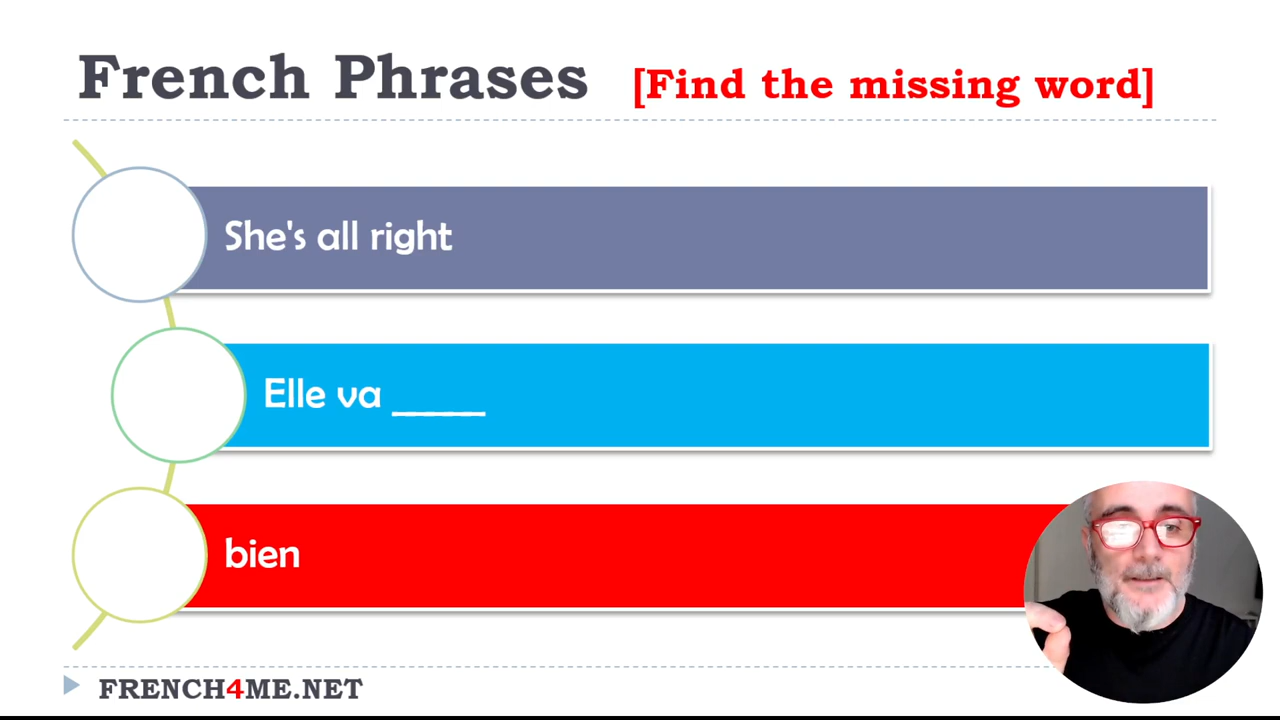 French Phrases [Find the missing word]
She's all right
Elle va _____
bien
FRENCH4ME.NET